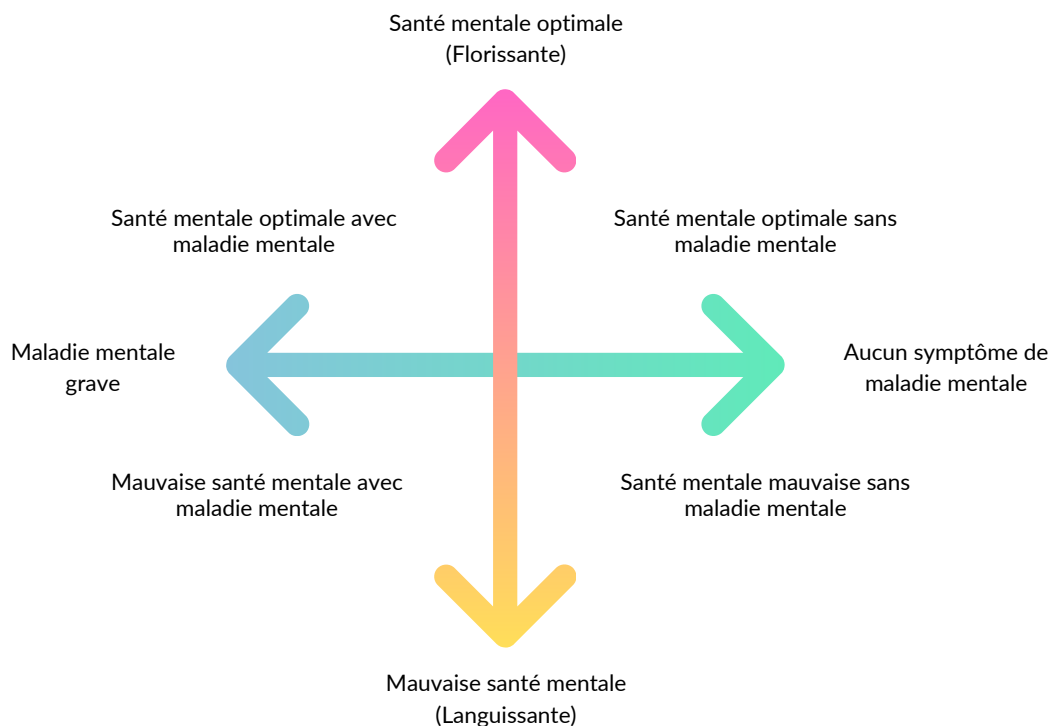 Santé mentale optimale
(Florissante)
Santé mentale optimale avec
maladie mentale
Santé mentale optimale sans
maladie mentale
Maladie mentale
grave
Aucun symptôme de
maladie mentale
Mauvaise santé mentale avec
maladie mentale
Santé mentale mauvaise sans
maladie mentale
Mauvaise santé mentale
(Languissante)